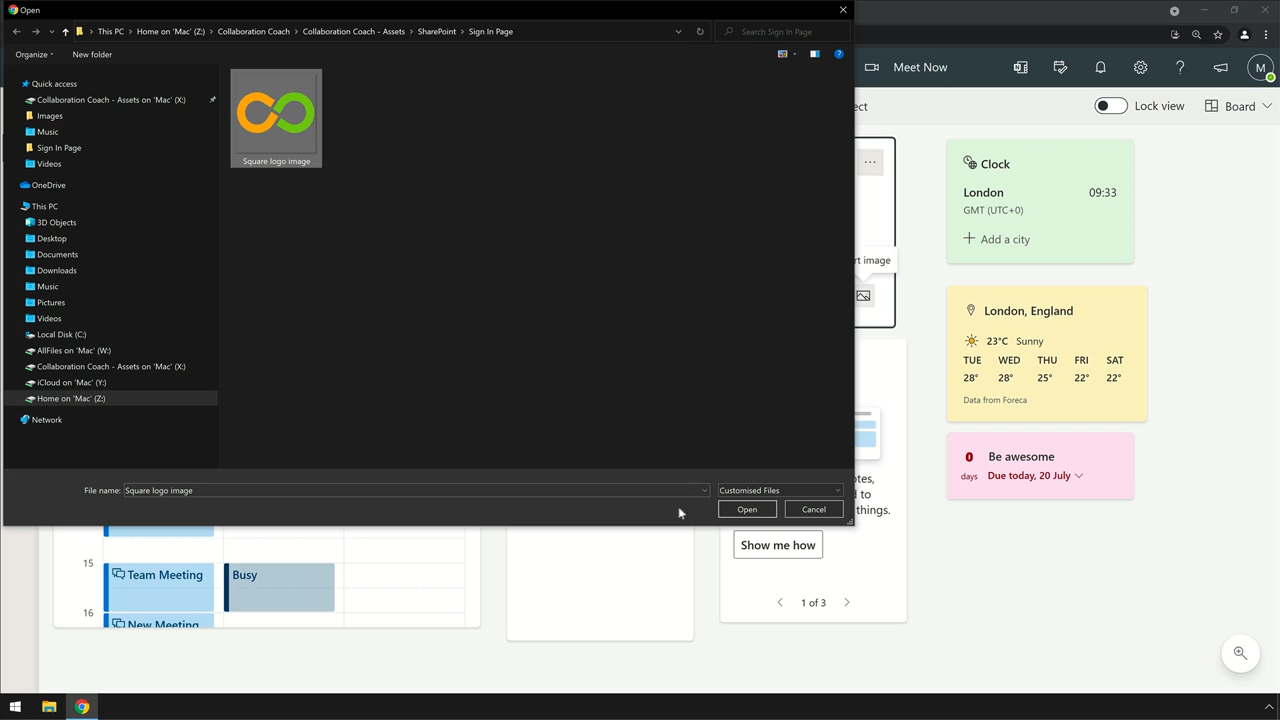 Open
This PC > Home on 'Mac' (Z:) > Collaboration Coach > Collaboration Coach - Assets > SharePoint > Sign In Page
Search Sign In Page
Organize
New folder
Quick access
Collaboration Coach - Assets on 'Mac' (X:)
Images
Music
Sign In Page
Videos
OneDrive
This PC
3D Objects
Desktop
Documents
Downloads
Music
Pictures
Videos
Local Disk (C:)
AllFiles on 'Mac' (W:)
Collaboration Coach - Assets on 'Mac' (X:)
iCloud on 'Mac' (Y:)
Home on 'Mac' (Z:)
Network
Square logo image
File name:
Square logo image
Customised Files
Open
Cancel
Meet Now
M
ect
Lock view
Board
...
rt image
Clock
London
09:33
GMT (UTC+0)
+ Add a city
London, England
23°C Sunny
TUE WED THU FRI SAT
28° 28° 25° 22° 22°
Data from Foreca
0
days
Be awesome
Due today, 20 July
otes,
d to
things.
Show me how
1 of 3
15
Team Meeting
Busy
16
New Meeting